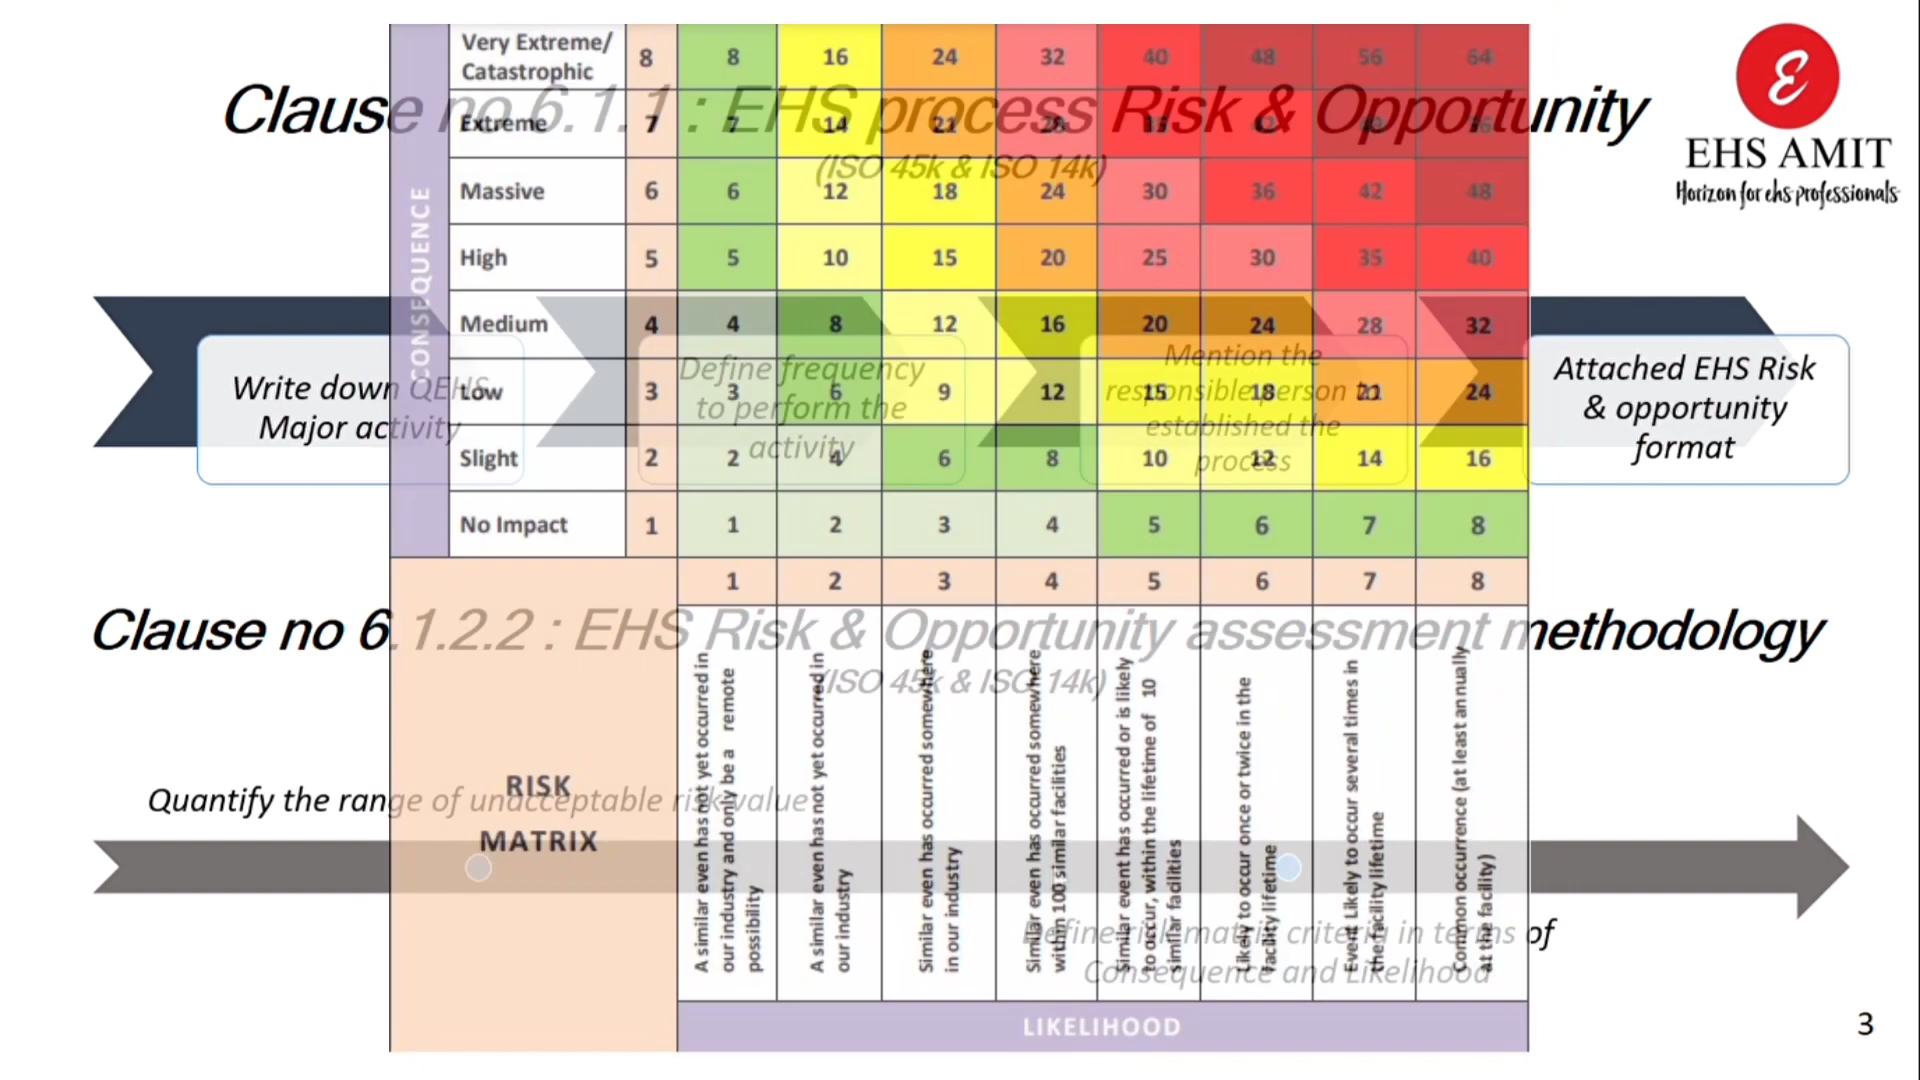 Clause no 6.1.1 : EHS process Risk & Opportunity
(ISO 45k & ISO 14k)
EHS AMIT
Horizon for ehs professionals
Write down QEHS
Major activity
Define frequency
to perform the
activity
Mention the
responsible person to
established the
process
Attached EHS Risk
& opportunity
format
Clause no 6.1.2.2 : EHS Risk & Opportunity assessment methodology
(ISO 45k & ISO 14k)
Quantify the range of unacceptable risk value
Define risk matrix criteria in terms of
Consequence and Likelihood
CONSEQUENCE
Very Extreme/
Catastrophic 8 8 16 24 32 40 48 56 64
Extreme 7 7 14 21 28
Massive 6 6 12 18 24 30 36 42 48
High 5 5 10 15 20 25 30 35 40
Medium 4 4 8 12 16 20 24 28 32
Low 3 3 6 9 12 15 18 21 24
Slight 2 2 4 6 8 10 12 14 16
No Impact 1 1 2 3 4 5 6 7 8
1 2 3 4 5 6 7 8
RISK
MATRIX
A similar even has not yet occurred in
our industry and only be a remote
possibility
A similar even has not yet occurred in
our industry
Similar even has occurred somewhere
in our industry
Similar even has occurred somewhere
within 100 similar facilities
Similar event has occurred or is likely
to occur, within the lifetime of 10
similar facilities
Likely to occur once or twice in the
facility lifetime
Event Likely to occur several times in
the facility lifetime
Common occurrence (at least annually
at the facility)
LIKELIHOOD
3